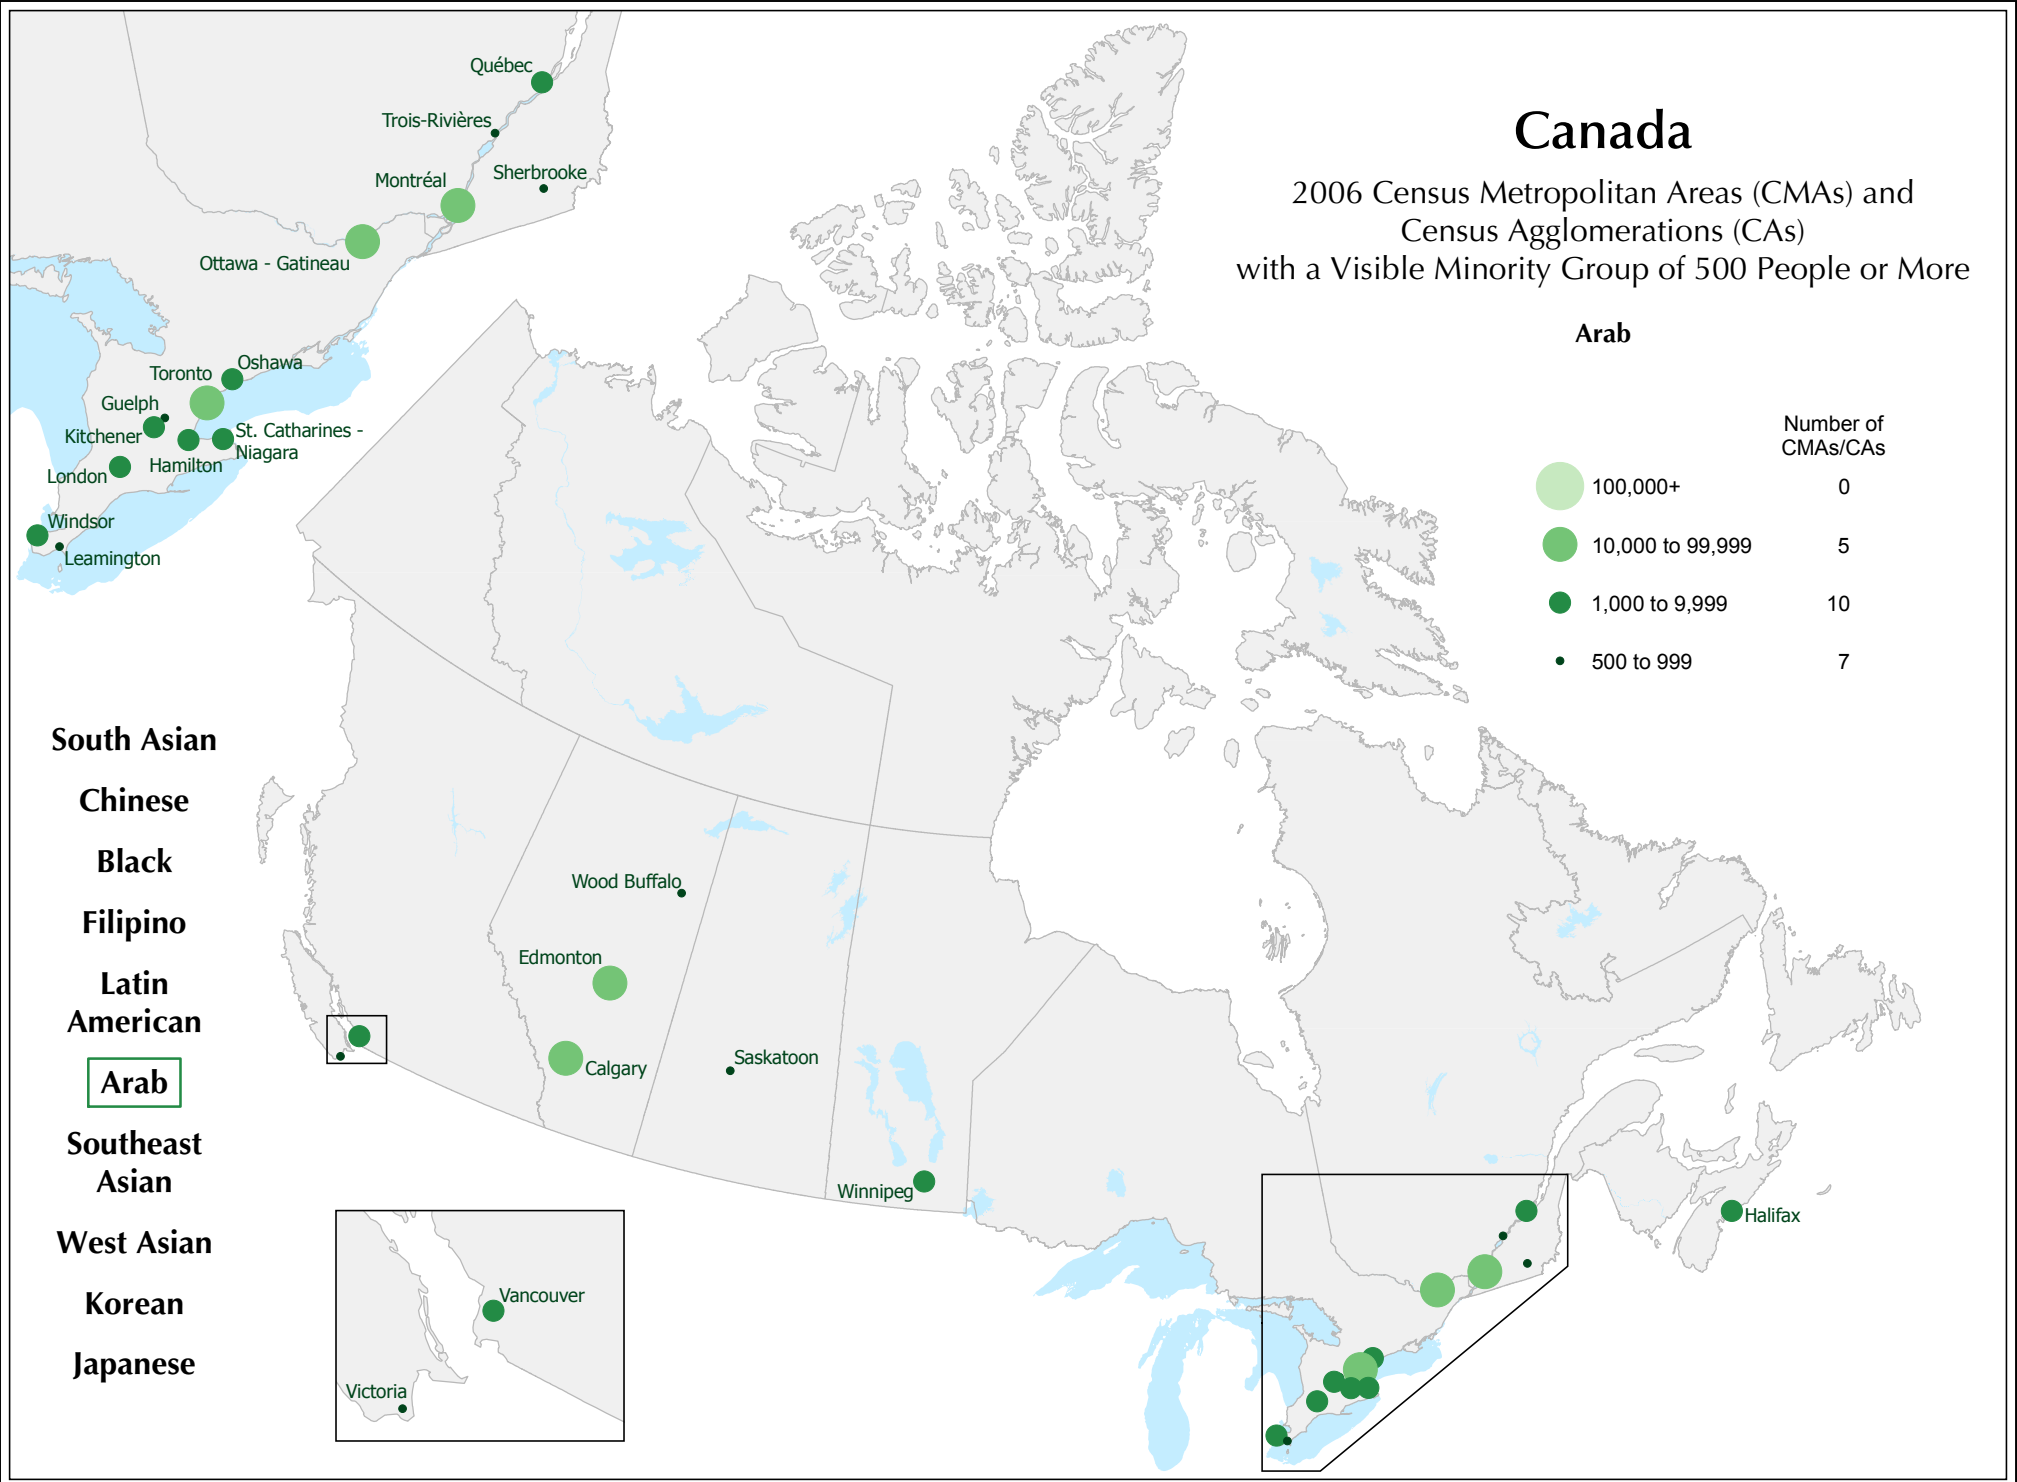 Canada
2006 Census Metropolitan Areas (CMAs) and
Census Agglomerations (CAs)
with a Visible Minority Group of 500 People or More
Arab
Number of
CMAs/CAs
100,000+ 0
10,000 to 99,999 5
1,000 to 9,999 10
500 to 999 7
Québec
Trois-Rivières
Sherbrooke
Montréal
Ottawa - Gatineau
Oshawa
Toronto
Guelph
Kitchener
St. Catharines -
Niagara
Hamilton
London
Windsor
Leamington
South Asian
Chinese
Black
Filipino
Latin
American
Arab
Southeast
Asian
West Asian
Korean
Japanese
Wood Buffalo
Edmonton
Calgary
Saskatoon
Winnipeg
Halifax
Vancouver
Victoria